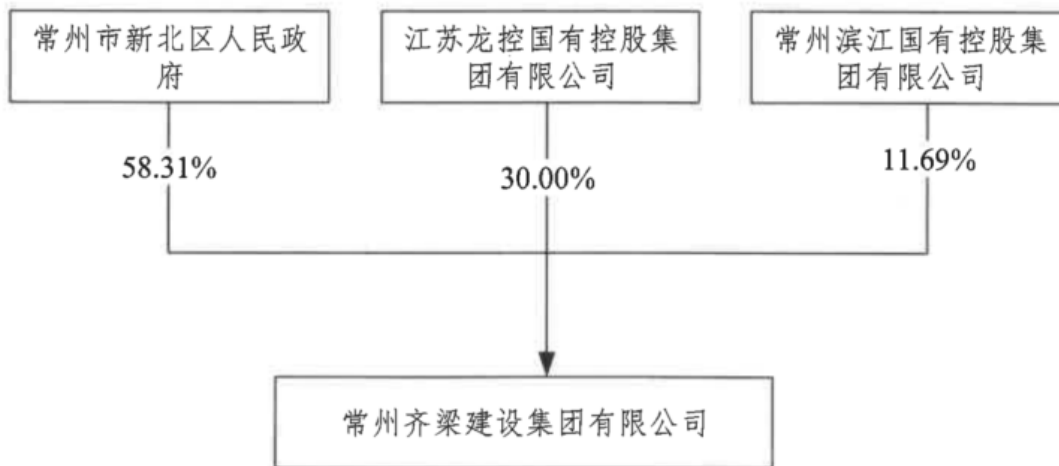 常州市新北区人民政
府
江苏龙控国有控股集
团有限公司
常州滨江国有控股集
团有限公司
58.31%
30.00%
11.69%
常州齐梁建设集团有限公司